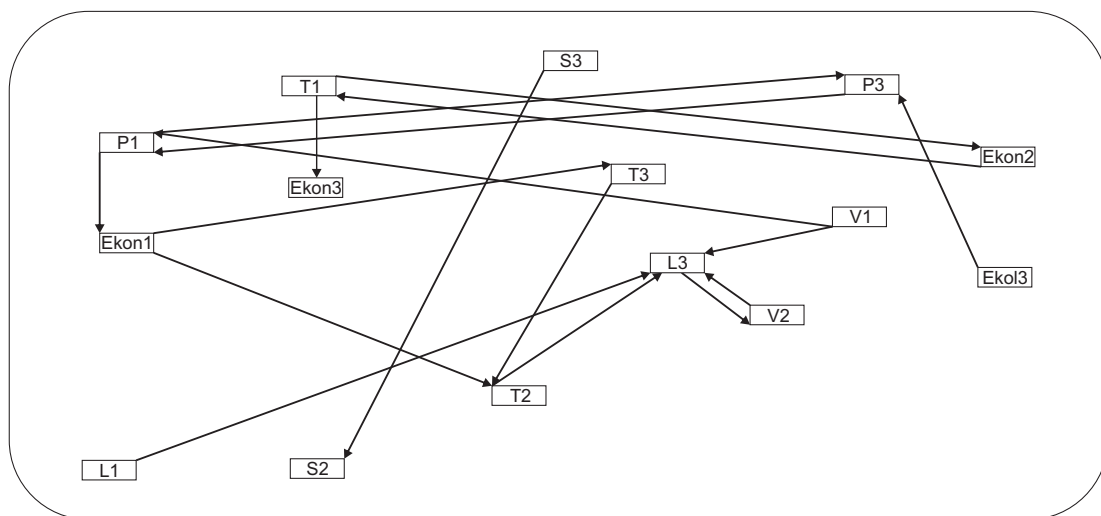 S3
T1
P3
P1
Ekon2
T3
Ekon3
V1
Ekon1
L3
Ekol3
V2
T2
L1
S2